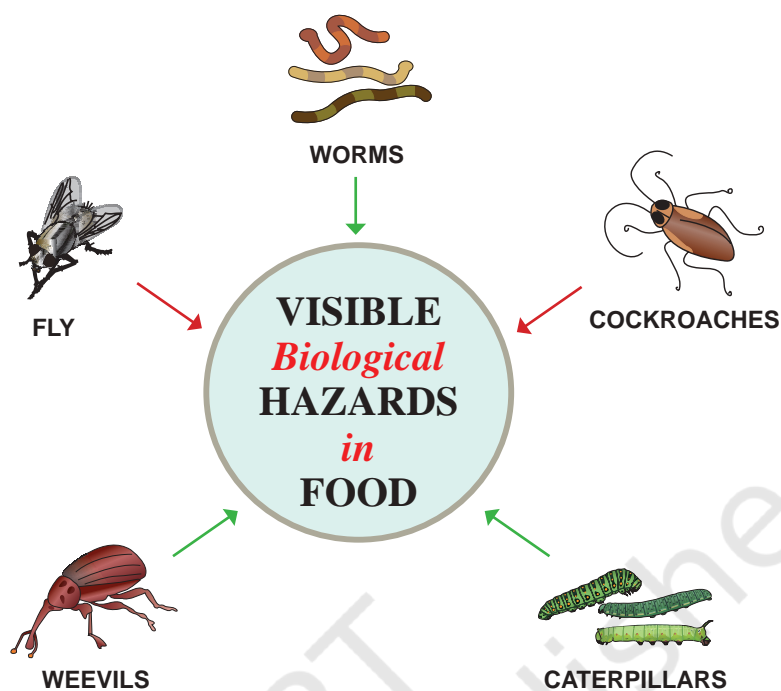 WORMS
FLY
COCKROACHES
VISIBLE
Biological
HAZARDS
in
FOOD
WEEVILS
CATERPILLARS